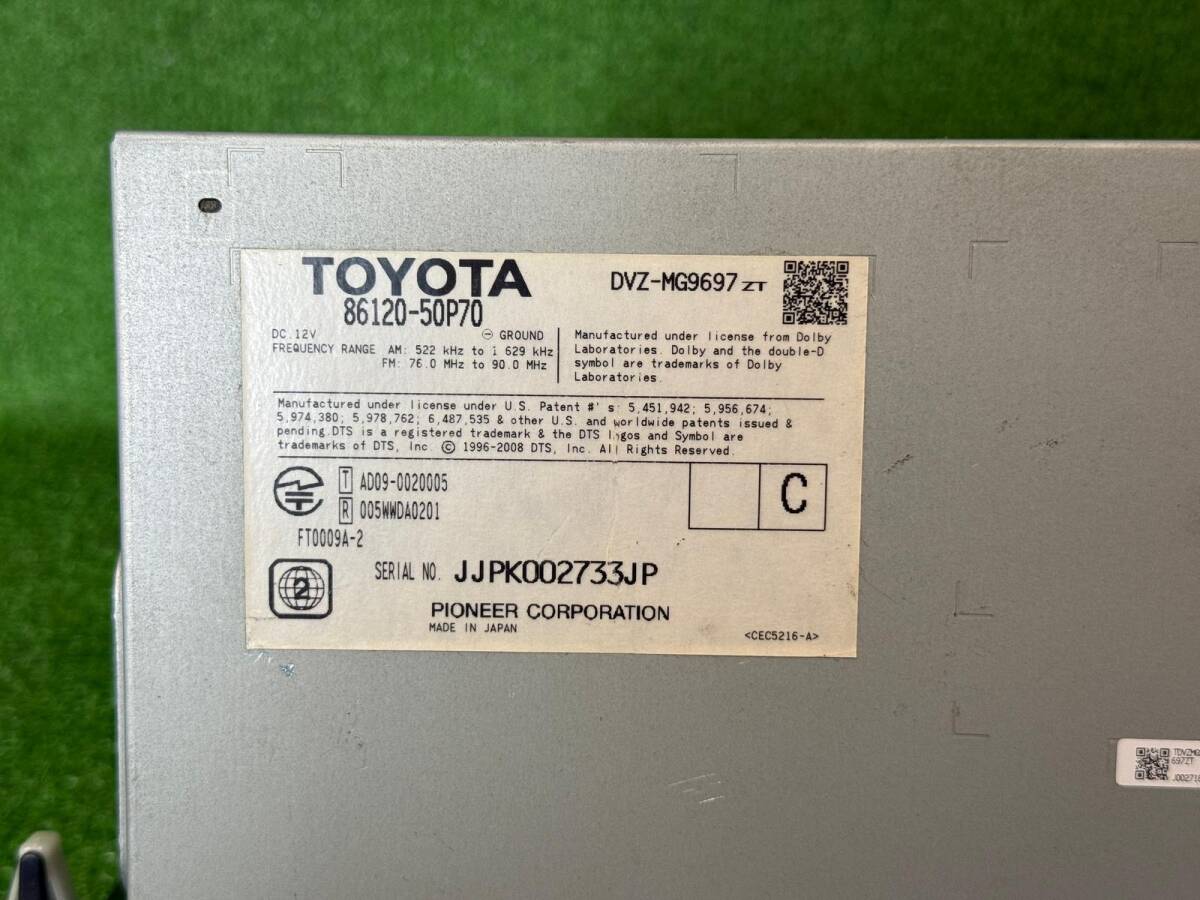 TOYOTA
86120-50P70
DVZ-MG9697 ZT
DC.12V ⊖ GROUND
FREQUENCY RANGE AM: 522 kHz to 1 629 kHz
FM: 76.0 MHz to 90.0 MHz
Manufactured under license from Dolby
Laboratories. Dolby and the double-D
symbol are trademarks of Dolby
Laboratories.
Manufactured under license under U.S. Patent #'s: 5,451,942; 5,956,674;
5,974,380; 5,978,762; 6,487,535 & other U.S. and worldwide patents issued &
pending.DTS is a registered trademark & the DTS logos and Symbol are
trademarks of DTS, Inc. © 1996-2008 DTS, Inc. All Rights Reserved.
T AD09-0020005
R 005WWDA0201
FT0009A-2
C
2
SERIAL NO. JJPK002733JP
PIONEER CORPORATION
MADE IN JAPAN
<CEC5216-A>
697ZT